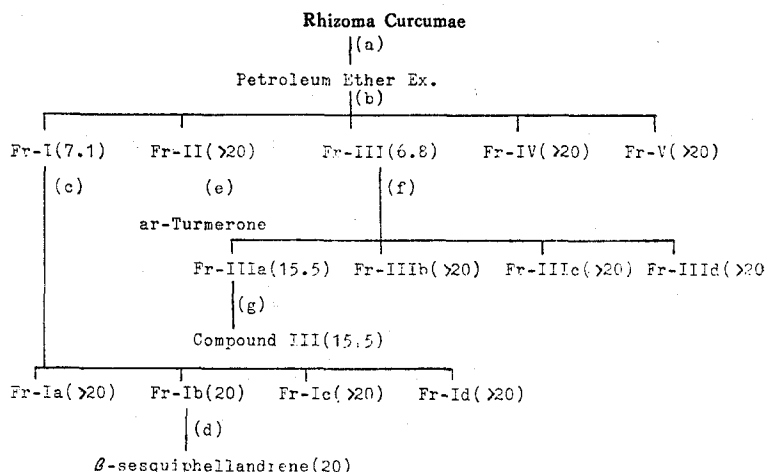 Rhizoma Curcumae
(a)
Petroleum Ether Ex.
(b)
Fr-I(7.1) Fr-II(>20) Fr-III(6.8) Fr-IV(>20) Fr-V(>20)
(c) (e) (f)
ar-Turmerone
Fr-IIIa(15.5) Fr-IIIb(>20) Fr-IIIc(>20) Fr-IIId(>20
(g)
Compound III(15.5)
Fr-Ia(>20) Fr-Ib(20) Fr-Ic(>20) Fr-Id(>20)
(d)
β-sesquiphellandrene(20)